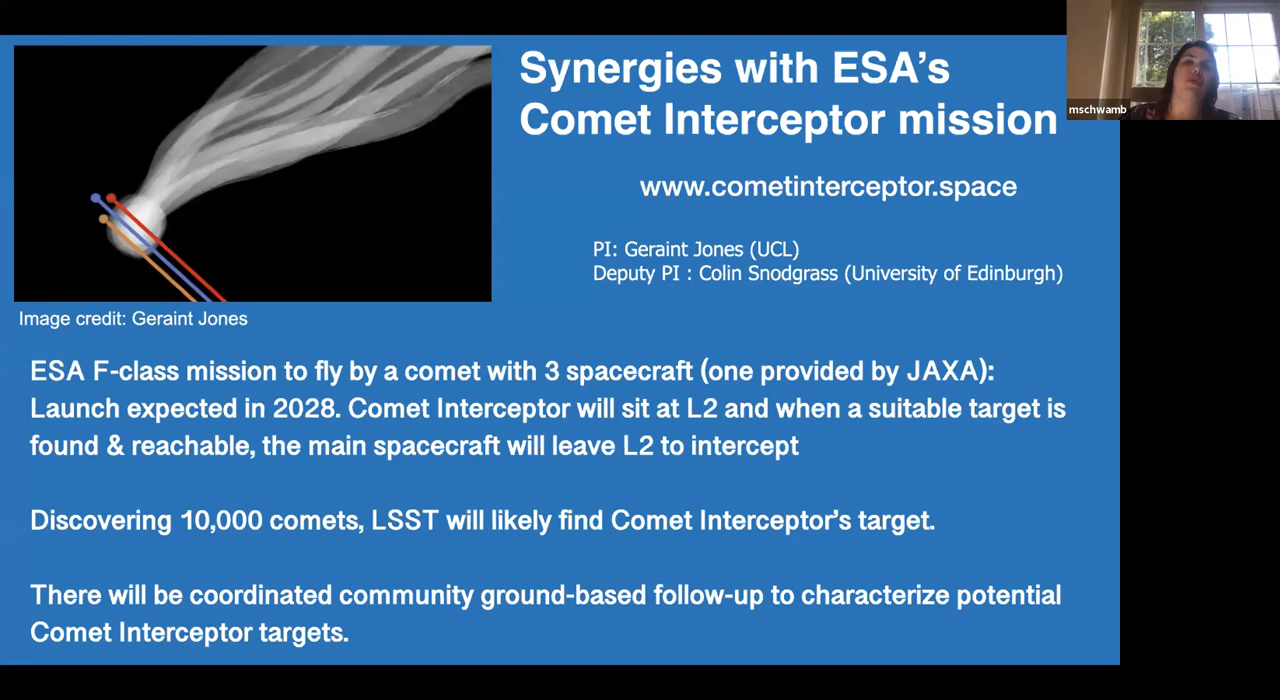 Synergies with ESA's
Comet Interceptor mission
mschwamb
www.cometinterceptor.space
PI: Geraint Jones (UCL)
Deputy PI : Colin Snodgrass (University of Edinburgh)
Image credit: Geraint Jones
ESA F-class mission to fly by a comet with 3 spacecraft (one provided by JAXA):
Launch expected in 2028. Comet Interceptor will sit at L2 and when a suitable target is
found & reachable, the main spacecraft will leave L2 to intercept
Discovering 10,000 comets, LSST will likely find Comet Interceptor's target.
There will be coordinated community ground-based follow-up to characterize potential
Comet Interceptor targets.